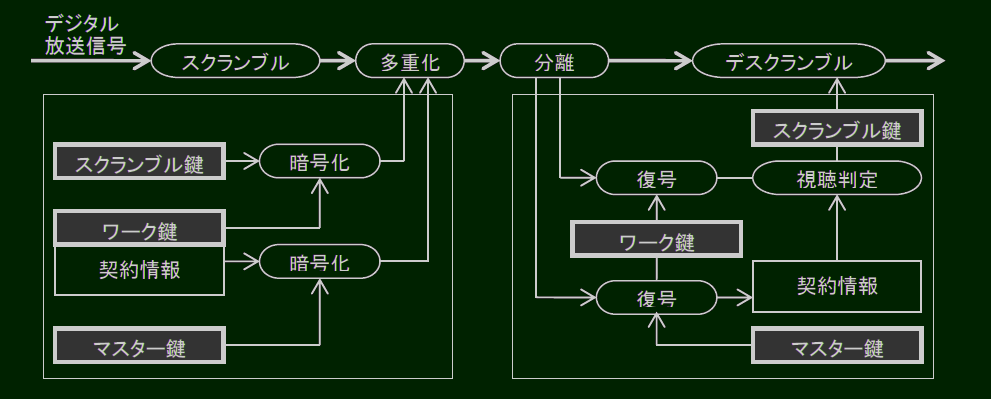 デジタル
放送信号
スクランブル
多重化
分離
デスクランブル
スクランブル鍵
暗号化
ワーク鍵
契約情報
暗号化
マスター鍵
スクランブル鍵
復号
視聴判定
ワーク鍵
復号
契約情報
マスター鍵